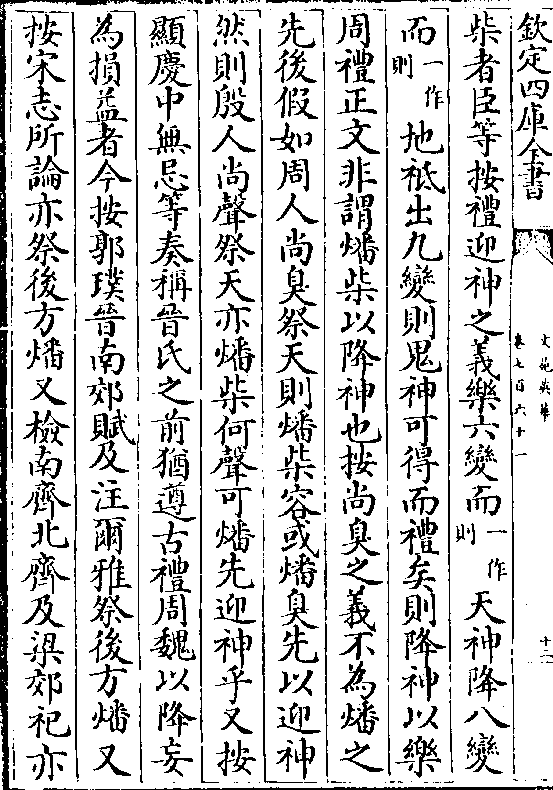 欽定四庫全書
文苑英華
卷七百六十一
十二
柴者臣等按禮迎神之義樂六變而一作則天神降八變
而一作則地祗出九變則鬼神可得而禮矣則降神以樂
周禮正文非謂燔柴以降神也按尚臭之義不為燔之
先後假如周人尚臭祭天則燔柴容或燔臭先以迎神
然則殷人尚聲祭天亦燔柴何聲可燔先迎神乎又按
顯慶中無忌等奏稱晉氏之前猶遵古禮周魏以降妄
為損益者今按郭璞晉南郊賦及注爾雅祭後方燔又
按宋志所論亦祭後方燔又檢南齊北齊及梁郊祀亦